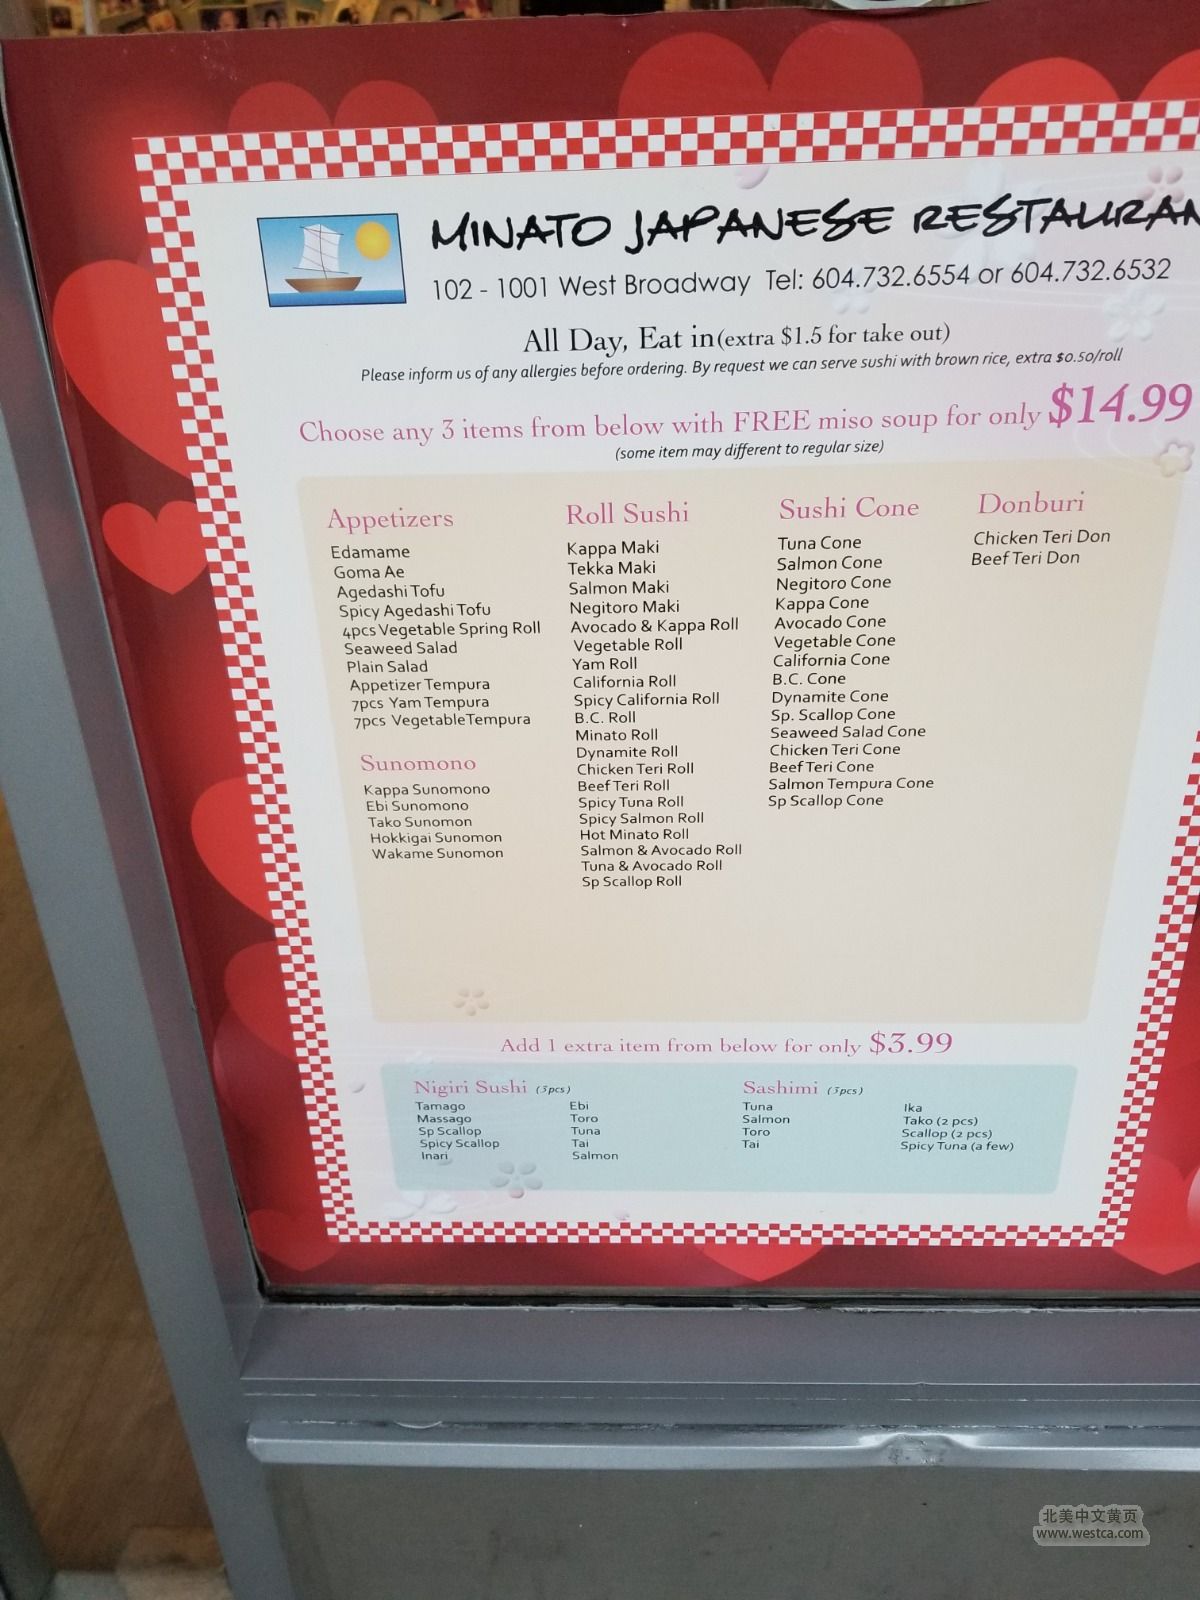 MINATO JAPANESE RESTAURAN
102 - 1001 West Broadway Tel: 604.732.6554 or 604.732.6532
All Day, Eat in(extra $1.5 for take out)
Please inform us of any allergies before ordering. By request we can serve sushi with brown rice, extra $0.50/roll
Choose any 3 items from below with FREE miso soup for only $14.99
(some item may different to regular size)
Appetizers
Edamame
Goma Ae
Agedashi Tofu
Spicy Agedashi Tofu
4pcs Vegetable Spring Roll
Seaweed Salad
Plain Salad
Appetizer Tempura
7pcs Yam Tempura
7pcs VegetableTempura
Sunomono
Kappa Sunomono
Ebi Sunomono
Tako Sunomon
Hokkigai Sunomon
Wakame Sunomon
Roll Sushi
Kappa Maki
Tekka Maki
Salmon Maki
Negitoro Maki
Avocado & Kappa Roll
Vegetable Roll
Yam Roll
California Roll
Spicy California Roll
B.C. Roll
Minato Roll
Dynamite Roll
Chicken Teri Roll
Beef Teri Roll
Spicy Tuna Roll
Spicy Salmon Roll
Hot Minato Roll
Salmon & Avocado Roll
Tuna & Avocado Roll
Sp Scallop Roll
Sushi Cone
Tuna Cone
Salmon Cone
Negitoro Cone
Kappa Cone
Avocado Cone
Vegetable Cone
California Cone
B.C. Cone
Dynamite Cone
Sp. Scallop Cone
Seaweed Salad Cone
Chicken Teri Cone
Beef Teri Cone
Salmon Tempura Cone
Sp Scallop Cone
Donburi
Chicken Teri Don
Beef Teri Don
Add 1 extra item from below for only $3.99
Nigiri Sushi (3pcs)
Tamago
Massago
Sp Scallop
Spicy Scallop
Inari
Ebi
Toro
Tuna
Tai
Salmon
Sashimi (3pcs)
Tuna
Salmon
Toro
Tai
Ika
Tako (2 pcs)
Scallop (2 pcs)
Spicy Tuna (a few)
北美中文黄页
www.westca.com